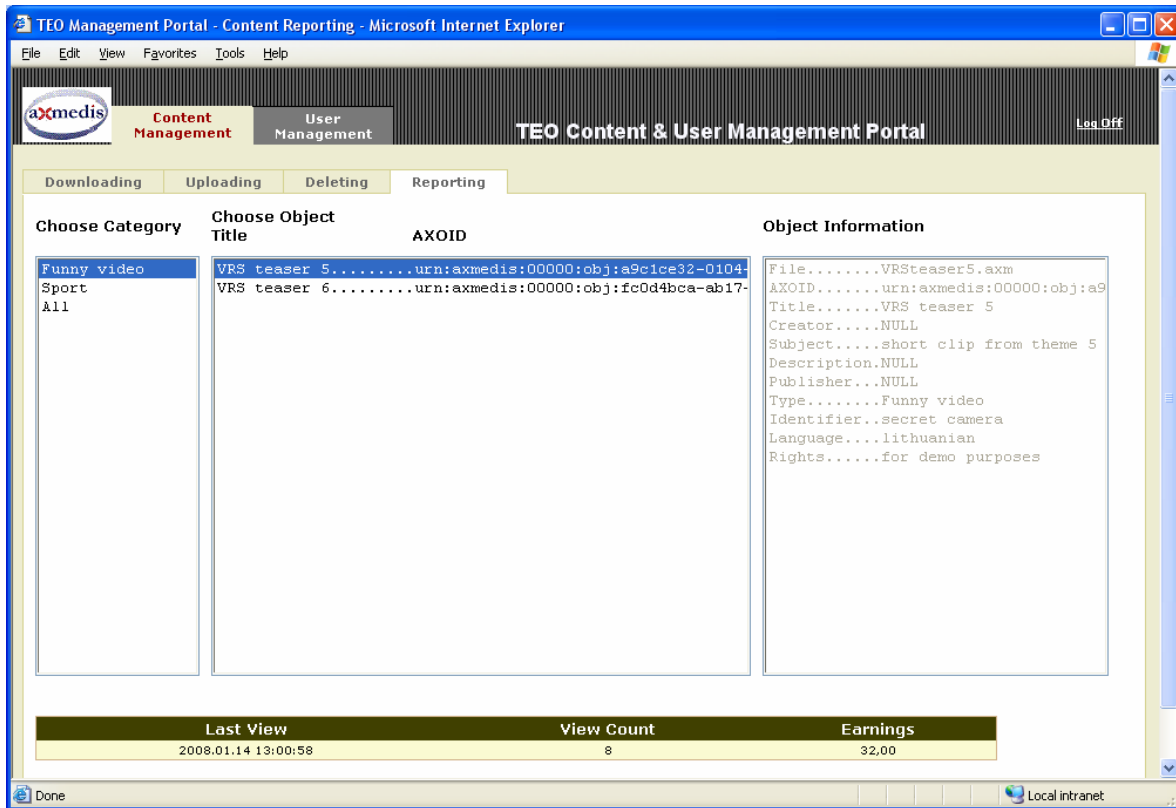 TEO Management Portal - Content Reporting - Microsoft Internet Explorer
File Edit View Favorites Tools Help
axmedis
Content Management
User Management
TEO Content & User Management Portal
Log Off
Downloading Uploading Deleting Reporting
Choose Category
Choose Object
Title AXOID
Object Information
Funny video
Sport
All
VRS teaser 5.........urn:axmedis:00000:obj:a9c1ce32-0104-
VRS teaser 6.........urn:axmedis:00000:obj:fc0d4bca-ab17-
File........VRSteaser5.axm
AXOID.......urn:axmedis:00000:obj:a9
Title.......VRS teaser 5
Creator.....NULL
Subject.....short clip from theme 5
Description.NULL
Publisher...NULL
Type........Funny video
Identifier..secret camera
Language....lithuanian
Rights......for demo purposes
Last View View Count Earnings
2008.01.14 13:00:58 8 32,00
Done
Local intranet